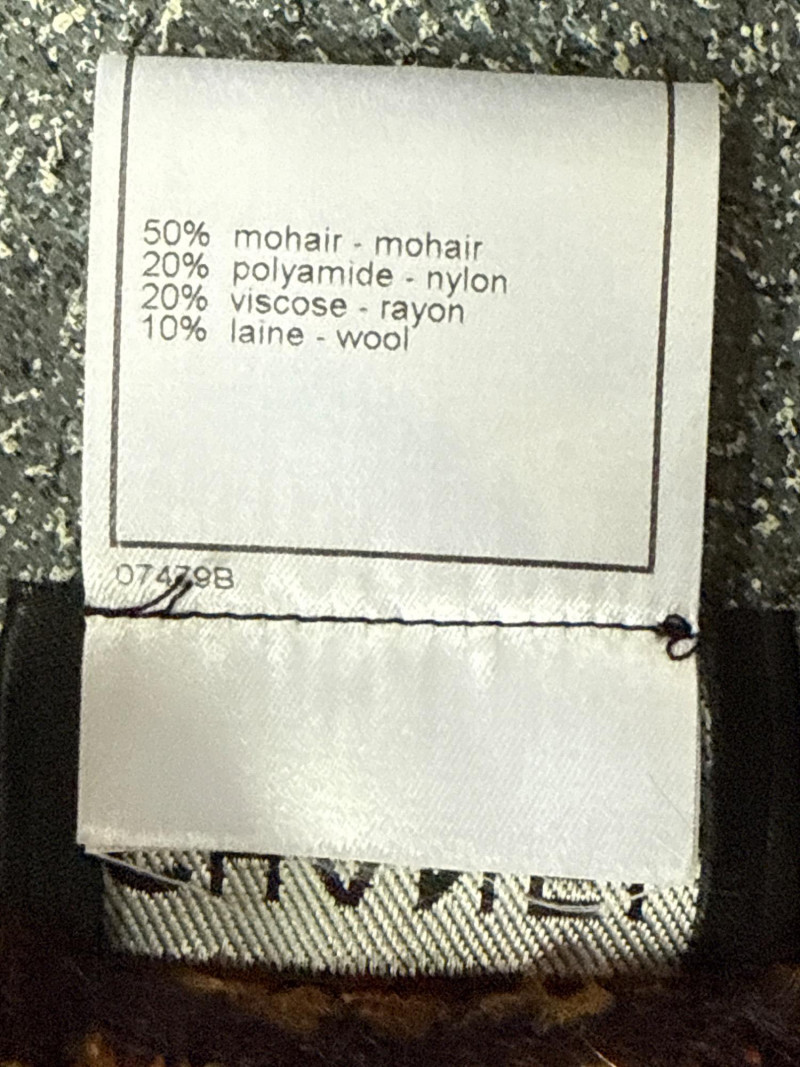 50% mohair - mohair
20% polyamide - nylon
20% viscose - rayon
10% laine - wool
07479B